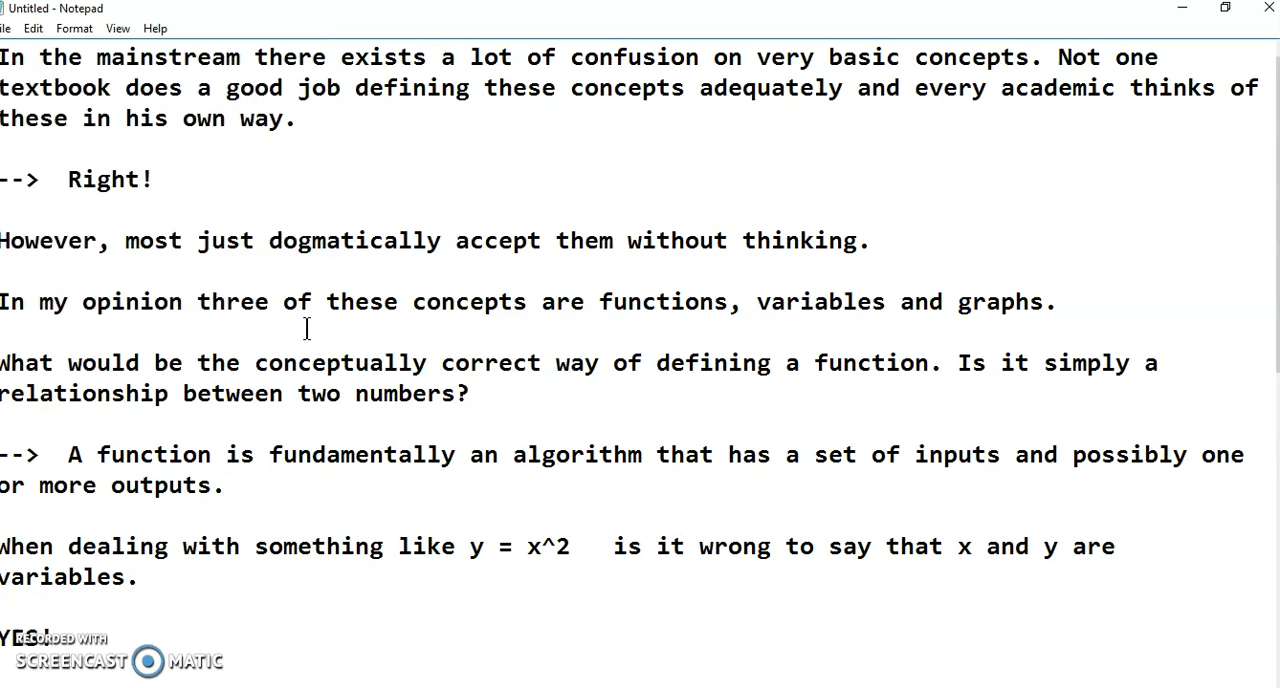 Untitled - Notepad
ile Edit Format View Help
In the mainstream there exists a lot of confusion on very basic concepts. Not one
textbook does a good job defining these concepts adequately and every academic thinks of
these in his own way.
--> Right!
However, most just dogmatically accept them without thinking.
In my opinion three of these concepts are functions, variables and graphs.
What would be the conceptually correct way of defining a function. Is it simply a
relationship between two numbers?
--> A function is fundamentally an algorithm that has a set of inputs and possibly one
or more outputs.
When dealing with something like y = x^2 is it wrong to say that x and y are
variables.
YES!
RECORDED WITH
SCREENCAST MATIC